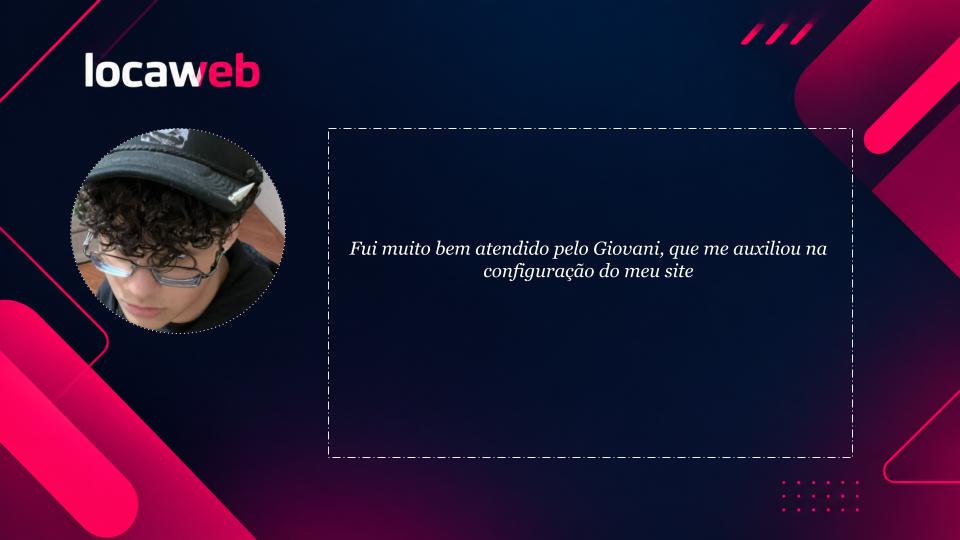 locaweb
Fui muito bem atendido pelo Giovani, que me auxiliou na
configuração do meu site